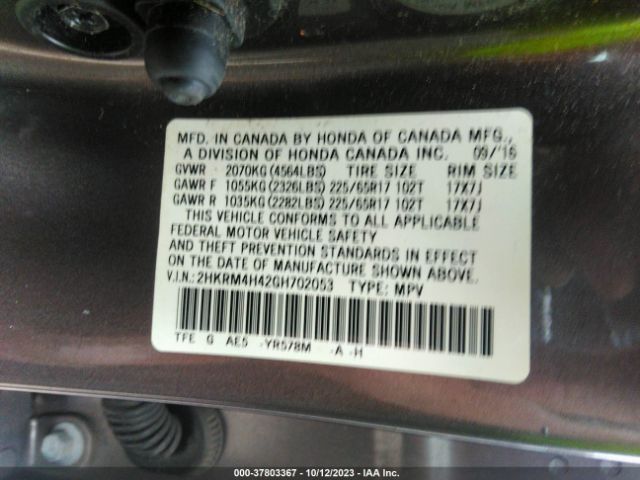 MFD. IN CANADA BY HONDA OF CANADA MFG.,
A DIVISION OF HONDA CANADA INC. 09/'16
GVWR 2070KG(4564LBS) TIRE SIZE RIM SIZE
GAWR F 1055KG(2326LBS) 225/65R17 102T 17X7J
GAWR R 1035KG(2282LBS) 225/65R17 102T 17X7J
THIS VEHICLE CONFORMS TO ALL APPLICABLE
FEDERAL MOTOR VEHICLE SAFETY
AND THEFT PREVENTION STANDARDS IN EFFECT
ON THE DATE OF MANUFACTURE SHOWN ABOVE.
V.I.N.:2HKRM4H42GH702053 TYPE: MPV
TFE G AE5 -YR578M -A -H
000-37803367 - 10/12/2023 - IAA Inc.